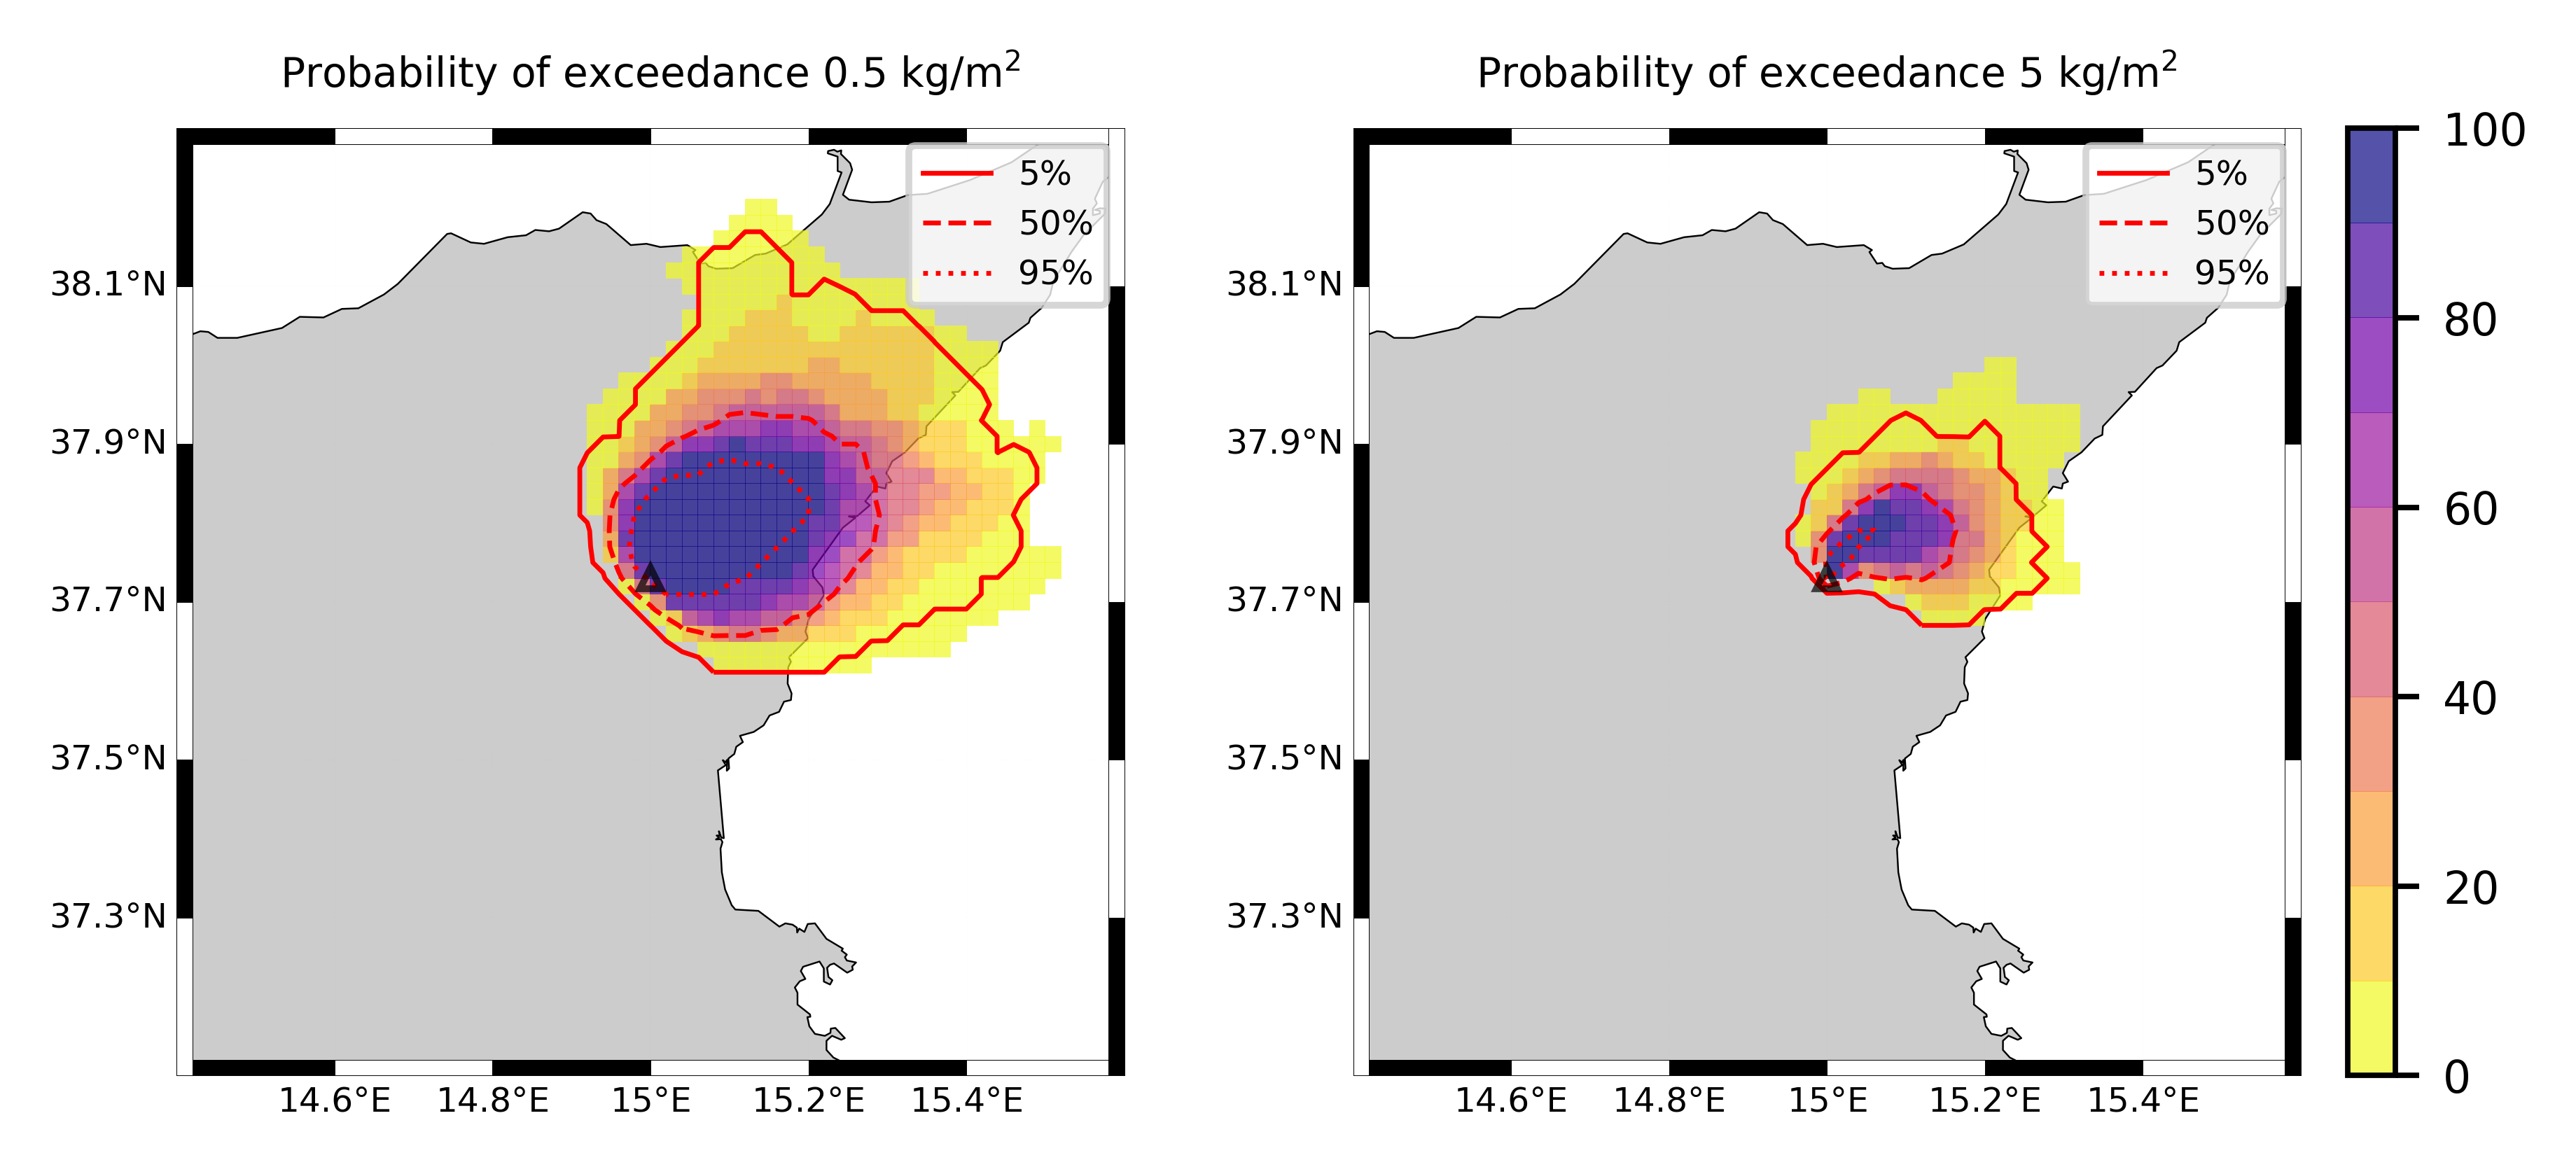 Probability of exceedance 0.5 kg/m²
5%
50%
95%
38.1°N
37.9°N
37.7°N
37.5°N
37.3°N
14.6°E 14.8°E 15°E 15.2°E 15.4°E
Probability of exceedance 5 kg/m²
5%
50%
95%
38.1°N
37.9°N
37.7°N
37.5°N
37.3°N
14.6°E 14.8°E 15°E 15.2°E 15.4°E
100
80
60
40
20
0